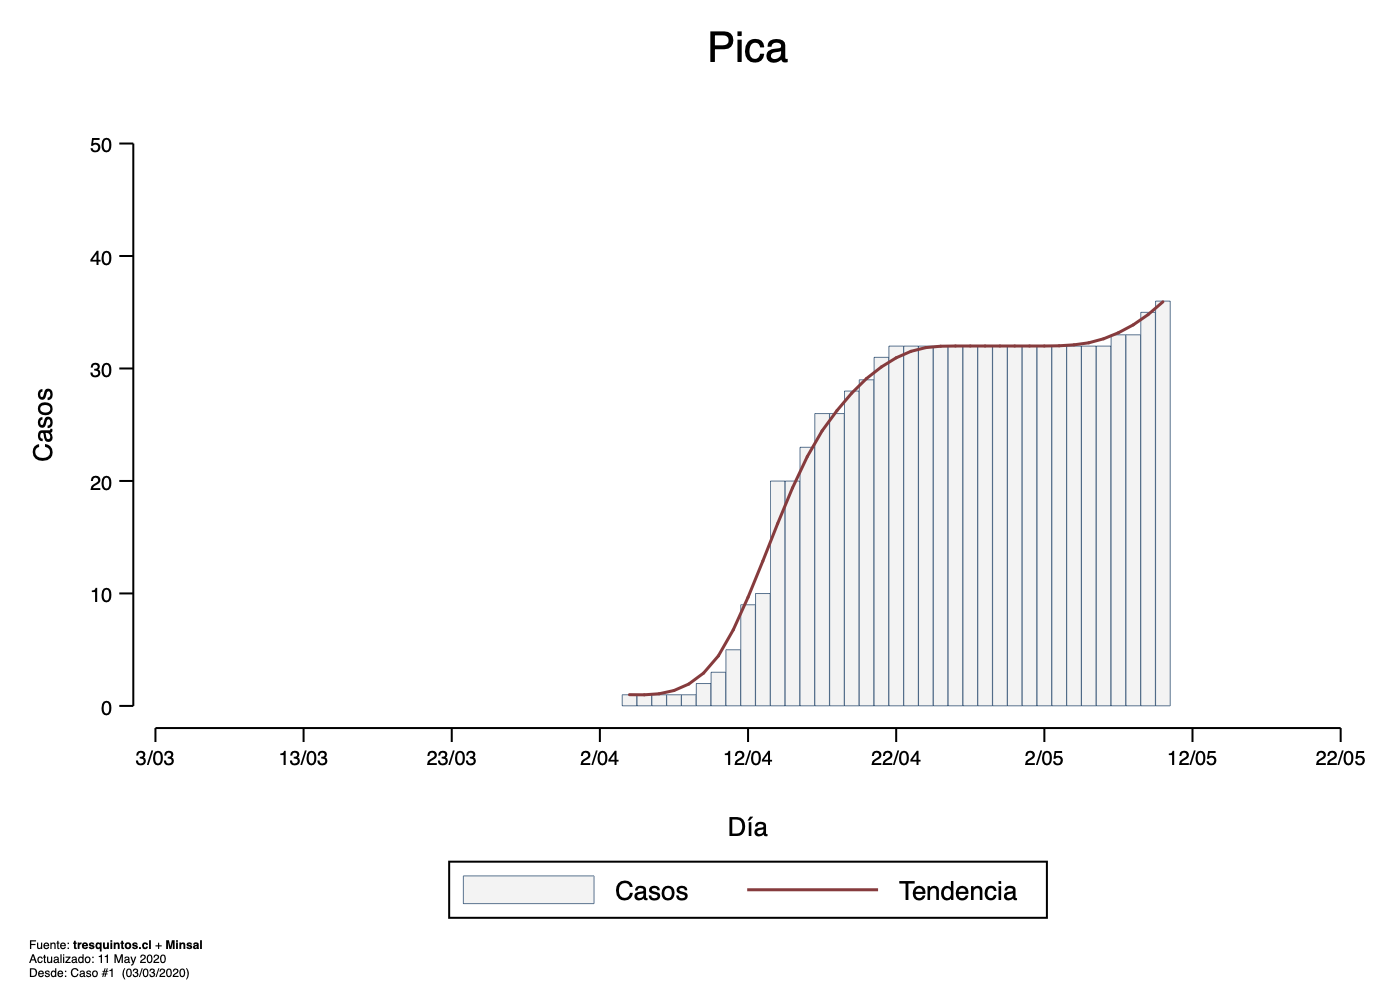 Pica
50
40
30
20
10
0
Casos
3/03 13/03 23/03 2/04 12/04 22/04 2/05 12/05 22/05
Día
Casos Tendencia
Fuente: tresquintos.cl + Minsal
Actualizado: 11 May 2020
Desde: Caso #1 (03/03/2020)